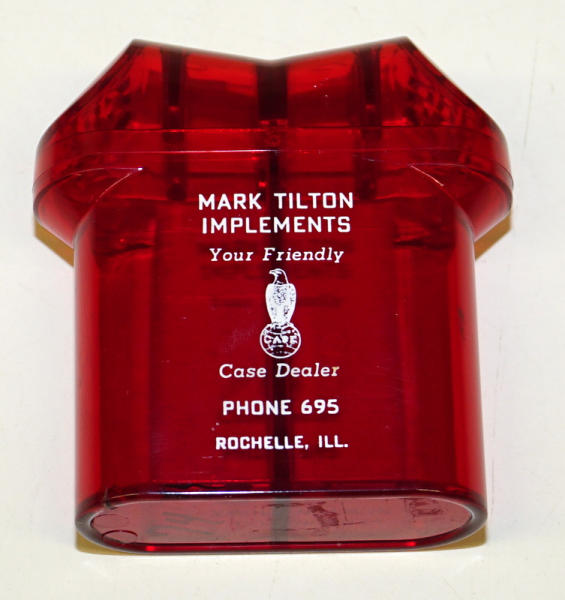 MARK TILTON
IMPLEMENTS
Your Friendly
CASE
Case Dealer
PHONE 695
ROCHELLE, ILL.